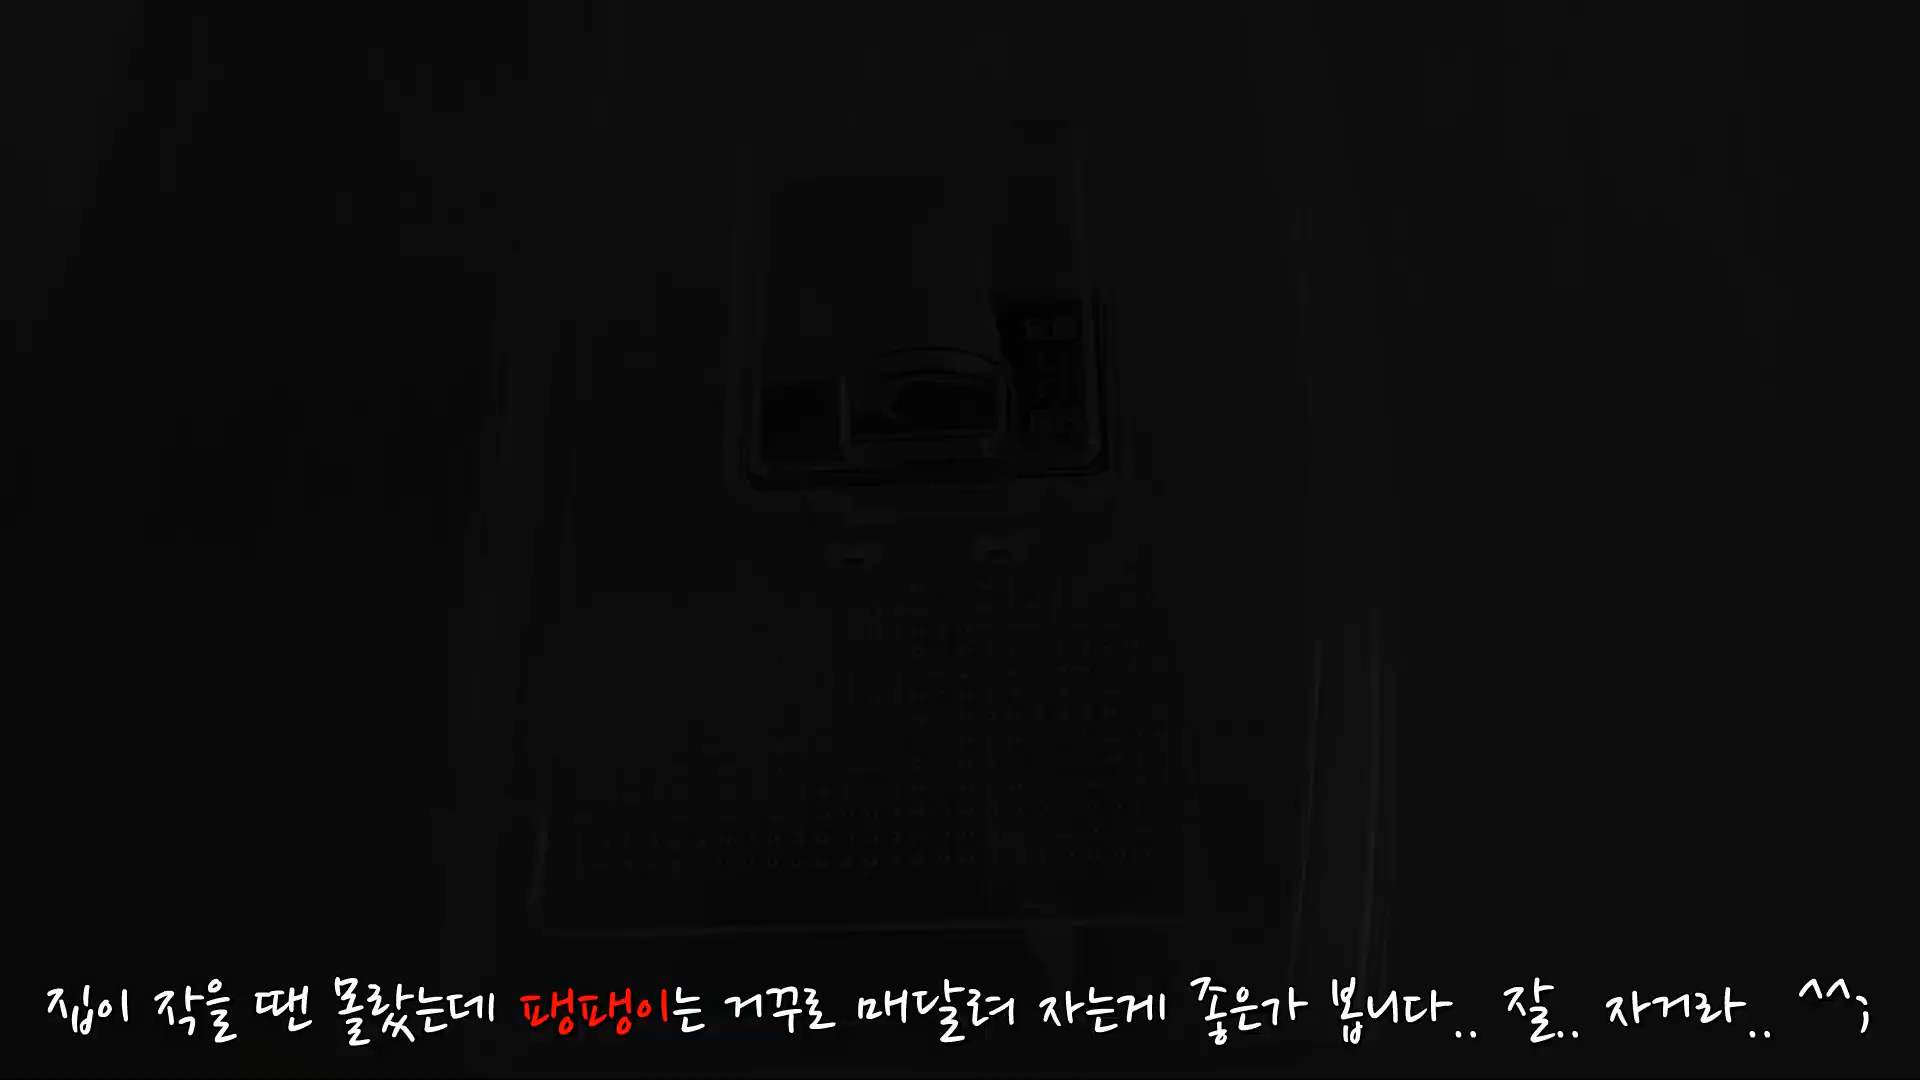 집이 작을 땐 몰랐는데 팽팽이는 거꾸로 매달려 자는게 좋은가 봅니다.. 잘.. 자거라.. ^^;